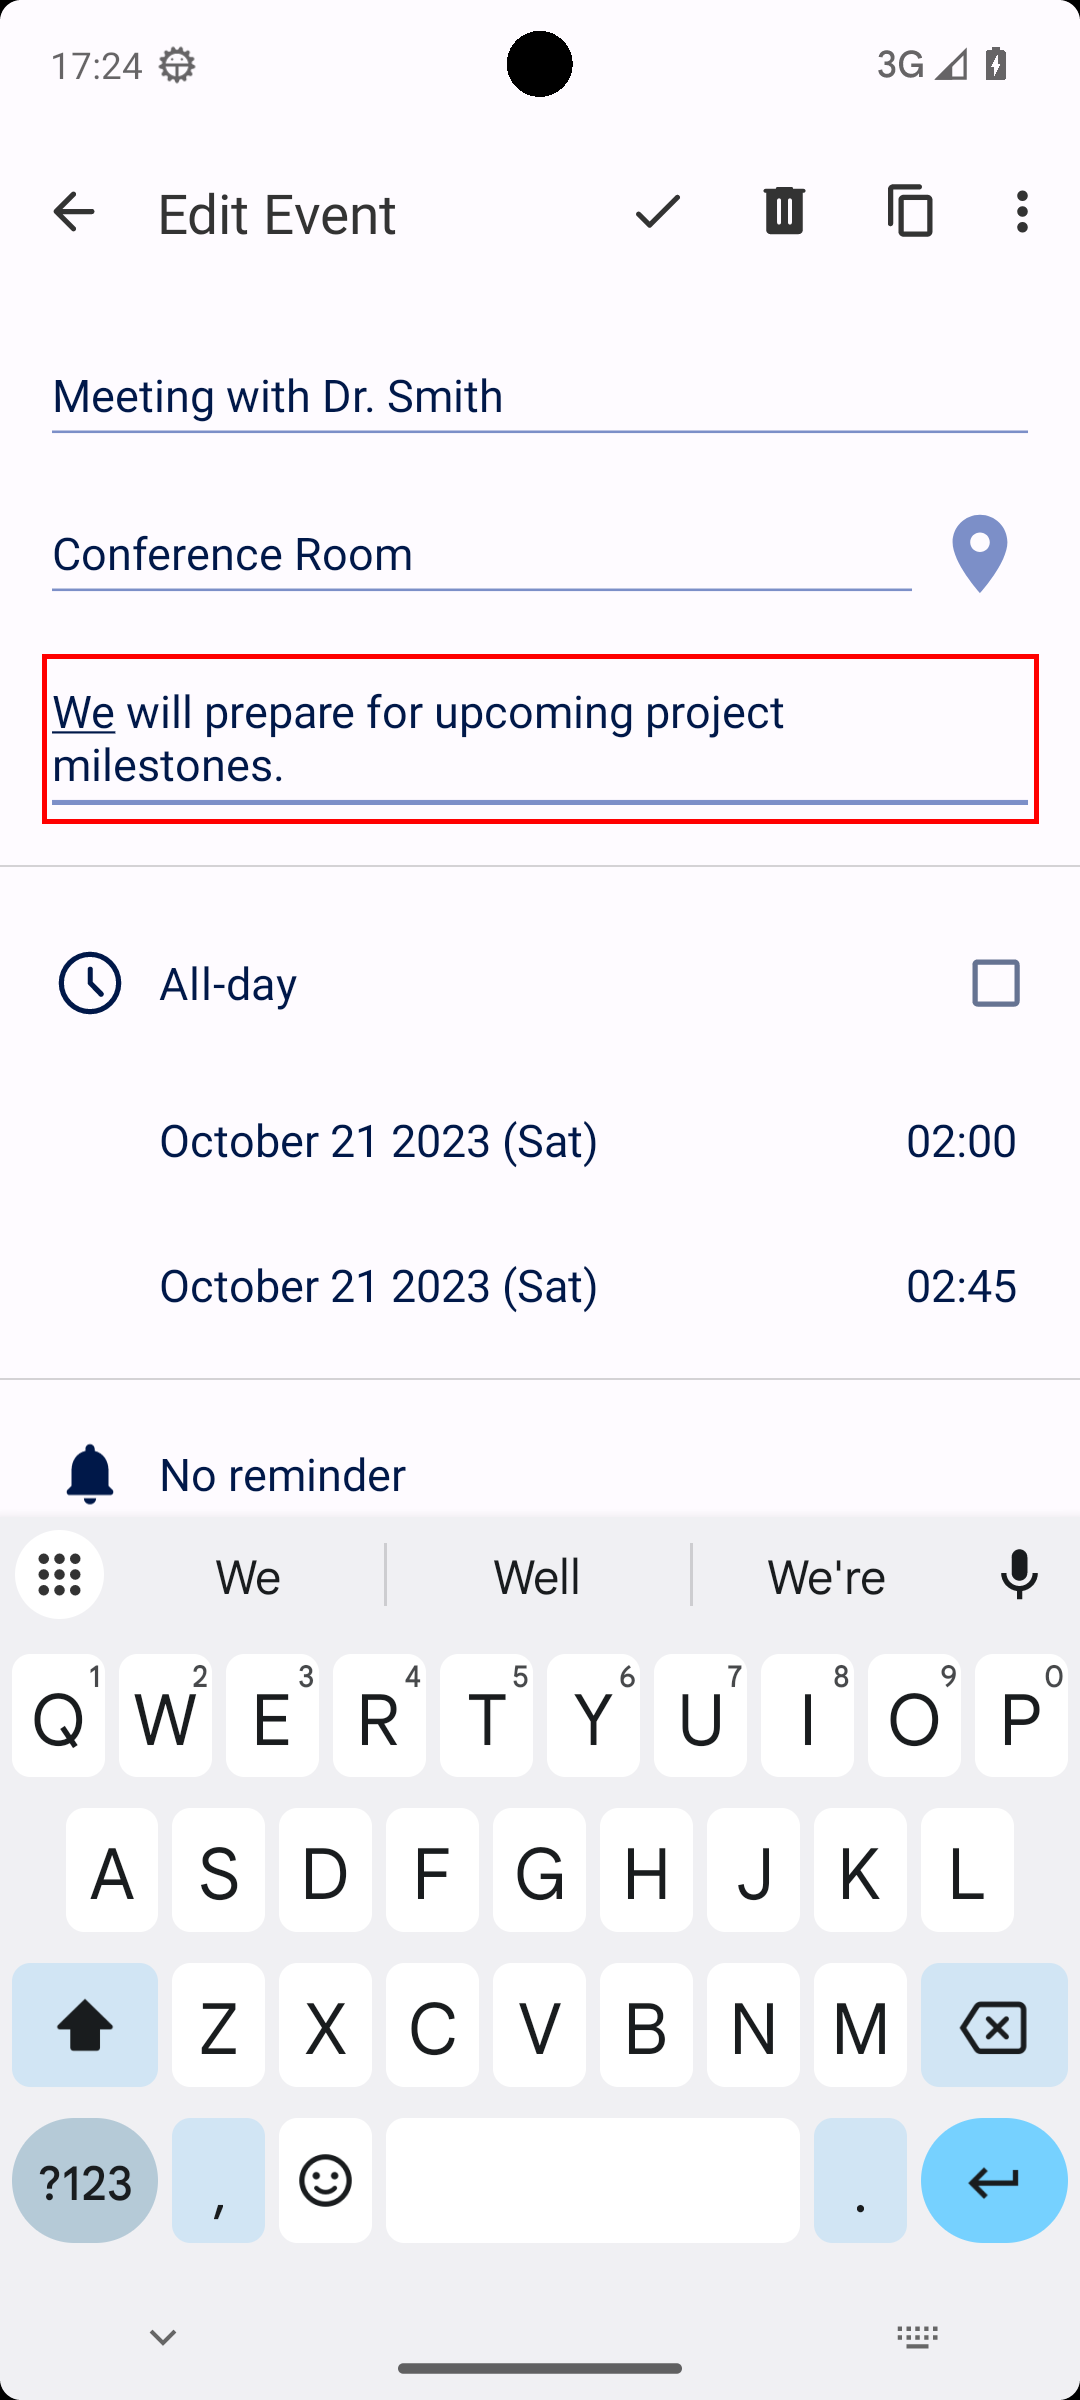 17:24
3G
Edit Event
Meeting with Dr. Smith
Conference Room
We will prepare for upcoming project
milestones.
All-day
October 21 2023 (Sat) 02:00
October 21 2023 (Sat) 02:45
No reminder
We Well We're
Q1 W2 E3 R4 T5 Y6 U7 I8 O9 P0
A S D F G H J K L
Z X C V B N M
?123 , .